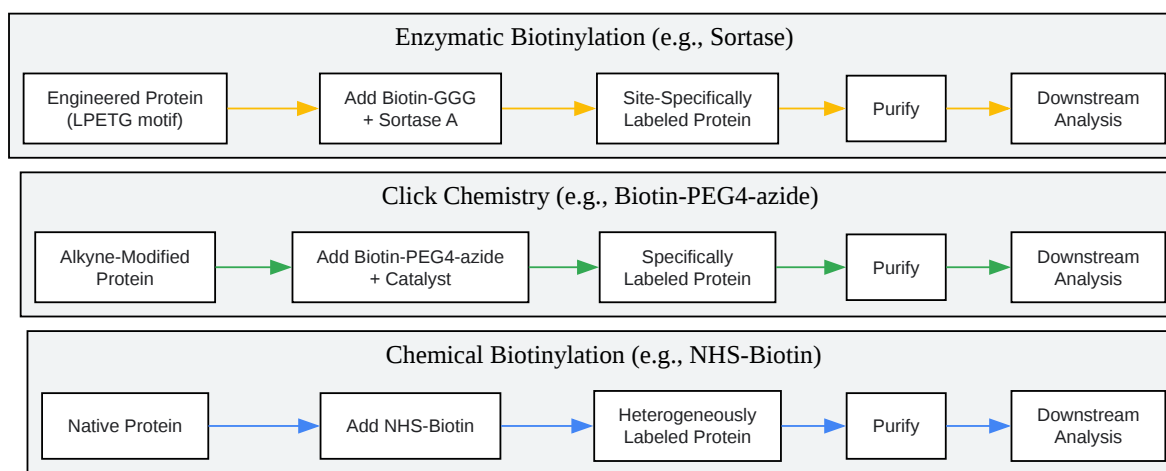 Enzymatic Biotinylation (e.g., Sortase)
Engineered Protein
(LPETG motif)
Add Biotin-GGG
+ Sortase A
Site-Specifically
Labeled Protein
Purify
Downstream
Analysis
Click Chemistry (e.g., Biotin-PEG4-azide)
Alkyne-Modified
Protein
Add Biotin-PEG4-azide
+ Catalyst
Specifically
Labeled Protein
Purify
Downstream
Analysis
Chemical Biotinylation (e.g., NHS-Biotin)
Native Protein
Add NHS-Biotin
Heterogeneously
Labeled Protein
Purify
Downstream
Analysis